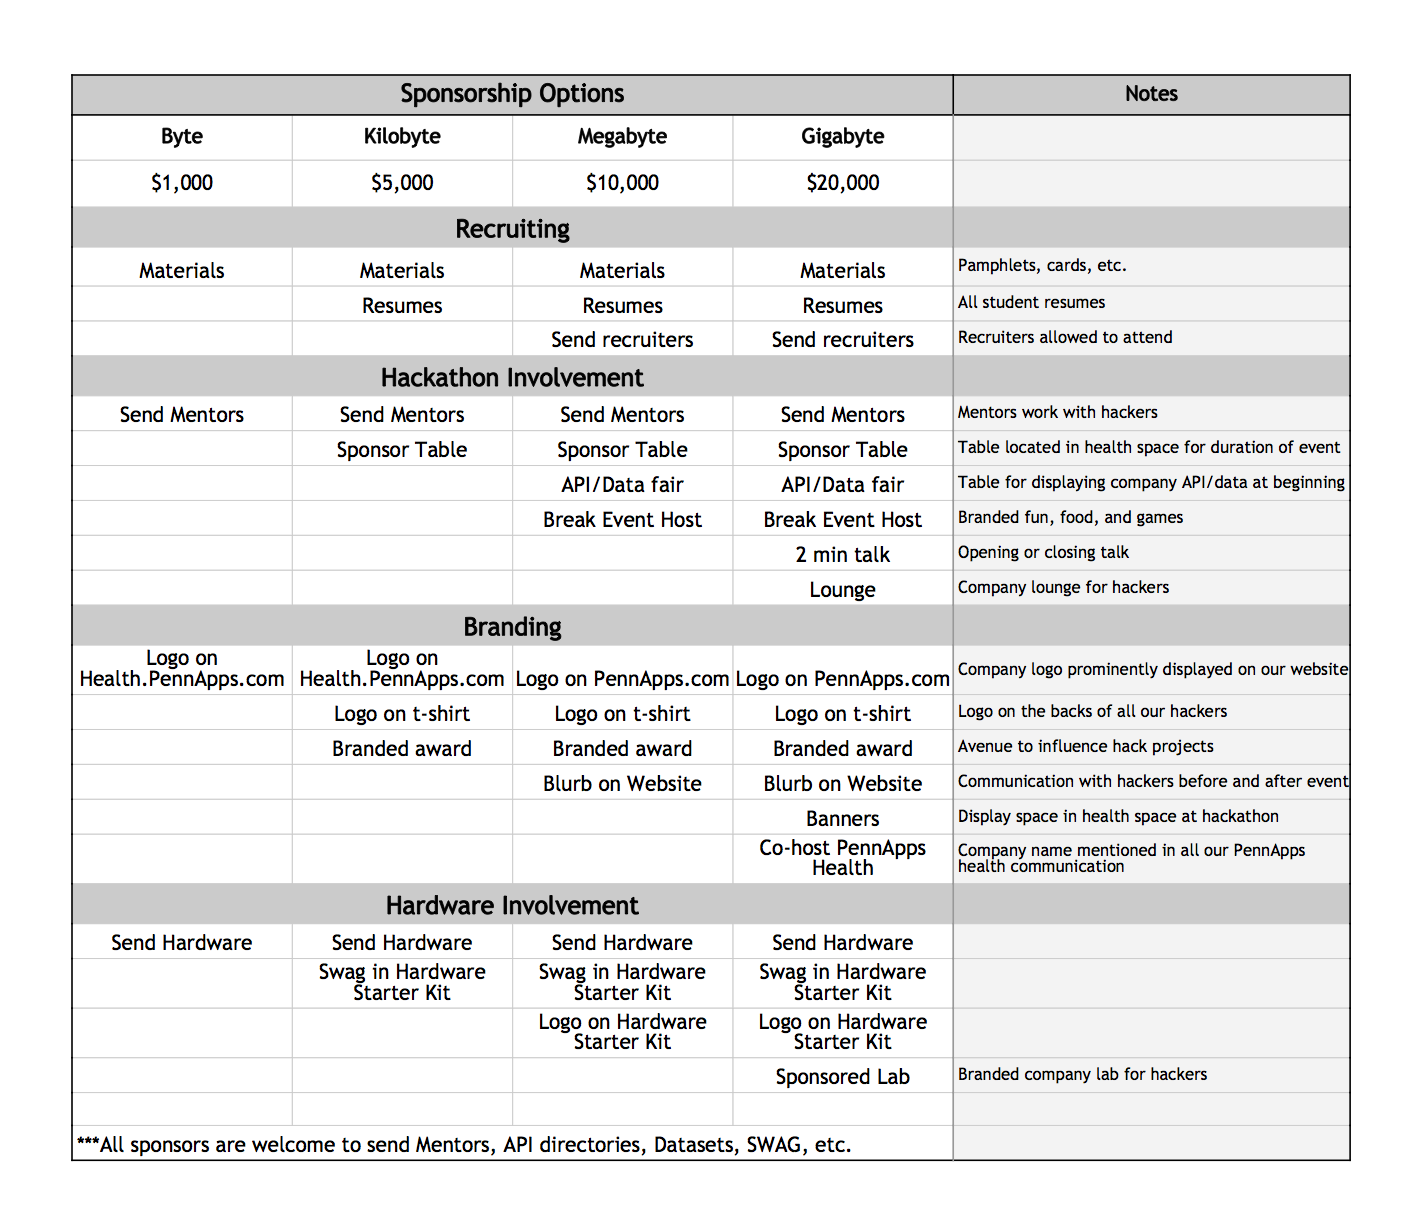 Sponsorship Options Notes
Byte Kilobyte Megabyte Gigabyte
$1,000 $5,000 $10,000 $20,000
Recruiting
Materials Materials Materials Materials Pamphlets, cards, etc.
Resumes Resumes Resumes All student resumes
Send recruiters Send recruiters Recruiters allowed to attend
Hackathon Involvement
Send Mentors Send Mentors Send Mentors Send Mentors Mentors work with hackers
Sponsor Table Sponsor Table Sponsor Table Table located in health space for duration of event
API/Data fair API/Data fair Table for displaying company API/data at beginning
Break Event Host Break Event Host Branded fun, food, and games
2 min talk Opening or closing talk
Lounge Company lounge for hackers
Branding
Logo on
Health.PennApps.com
Logo on
Health.PennApps.com
Logo on PennApps.com Logo on PennApps.com Company logo prominently displayed on our website
Logo on t-shirt Logo on t-shirt Logo on t-shirt Logo on the backs of all our hackers
Branded award Branded award Branded award Avenue to influence hack projects
Blurb on Website Blurb on Website Communication with hackers before and after event
Banners Display space in health space at hackathon
Co-host PennApps
Health
Company name mentioned in all our PennApps
health communication
Hardware Involvement
Send Hardware Send Hardware Send Hardware Send Hardware
Swag in Hardware
Starter Kit
Swag in Hardware
Starter Kit
Swag in Hardware
Starter Kit
Logo on Hardware
Starter Kit
Logo on Hardware
Starter Kit
Sponsored Lab Branded company lab for hackers
***All sponsors are welcome to send Mentors, API directories, Datasets, SWAG, etc.